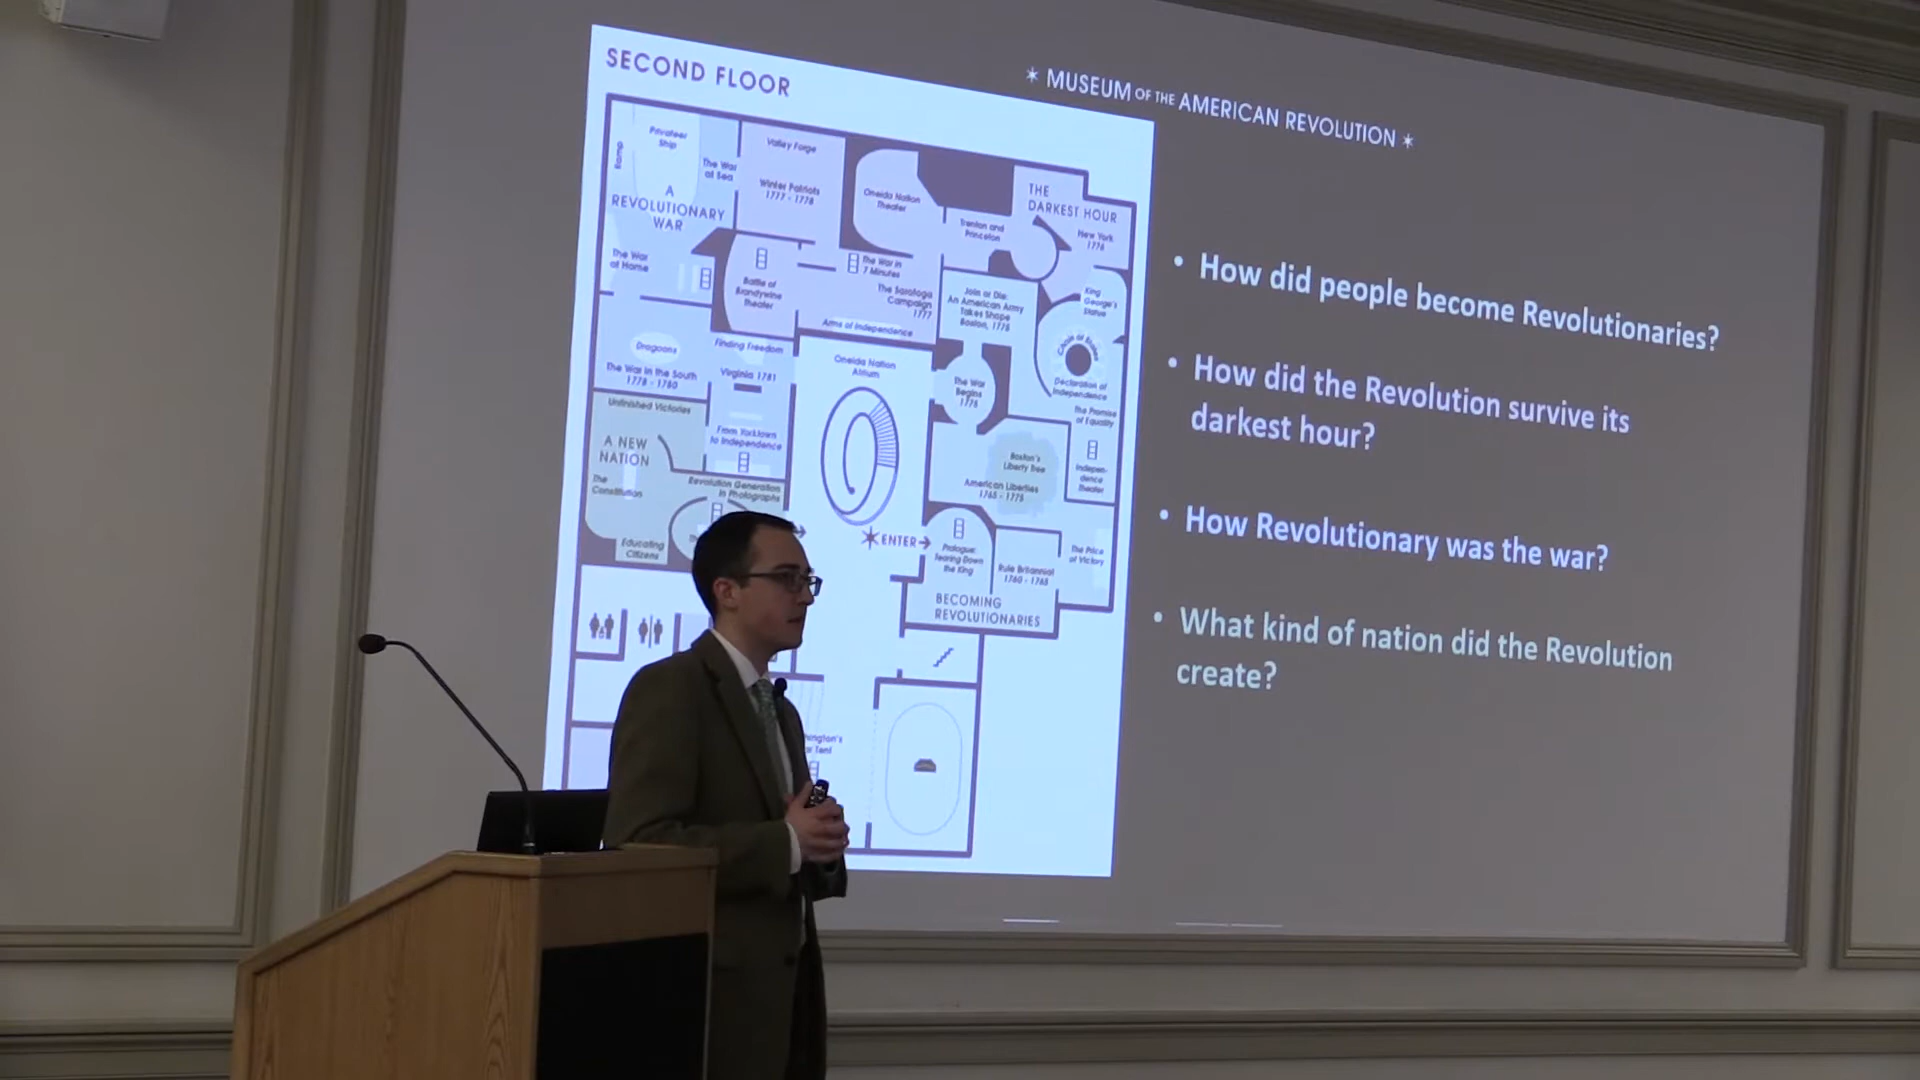 SECOND FLOOR
✶ MUSEUM OF THE AMERICAN REVOLUTION ✶
Privateer
Ship
Ramp
The War
at Sea
A
REVOLUTIONARY
WAR
The War
at Home
Valley Forge
Winter Patriots
1777 - 1778
Oneida Nation
Theater
Trenton and
Princeton
THE
DARKEST HOUR
New York
1776
Battle of
Brandywine
Theater
The War in
7 Minutes
The Saratoga
Campaign
1777
Arms of Independence
Join or Die:
An American Army
Takes Shape
Boston, 1775
King
George's
Statue
Declaration of
Independence
The Promise
of Equality
Dragoons
The War in the South
1778 - 1780
Finding Freedom
Virginia 1781
From Yorktown
to Independence
Oneida Nation
Atrium
The War
Begins
1775
Boston's
Liberty Tree
American Liberties
1765 - 1775
Indepen-
dence
Theater
Unfinished Victories
A NEW
NATION
The
Constitution
Revolution Generation
in Photographs
Educating
Citizens
✶ENTER→
Prologue:
Tearing Down
the King
Rule Britannia!
1760 - 1765
The Price
of Victory
BECOMING
REVOLUTIONARIES
• How did people become Revolutionaries?
• How did the Revolution survive its
darkest hour?
• How Revolutionary was the war?
• What kind of nation did the Revolution
create?